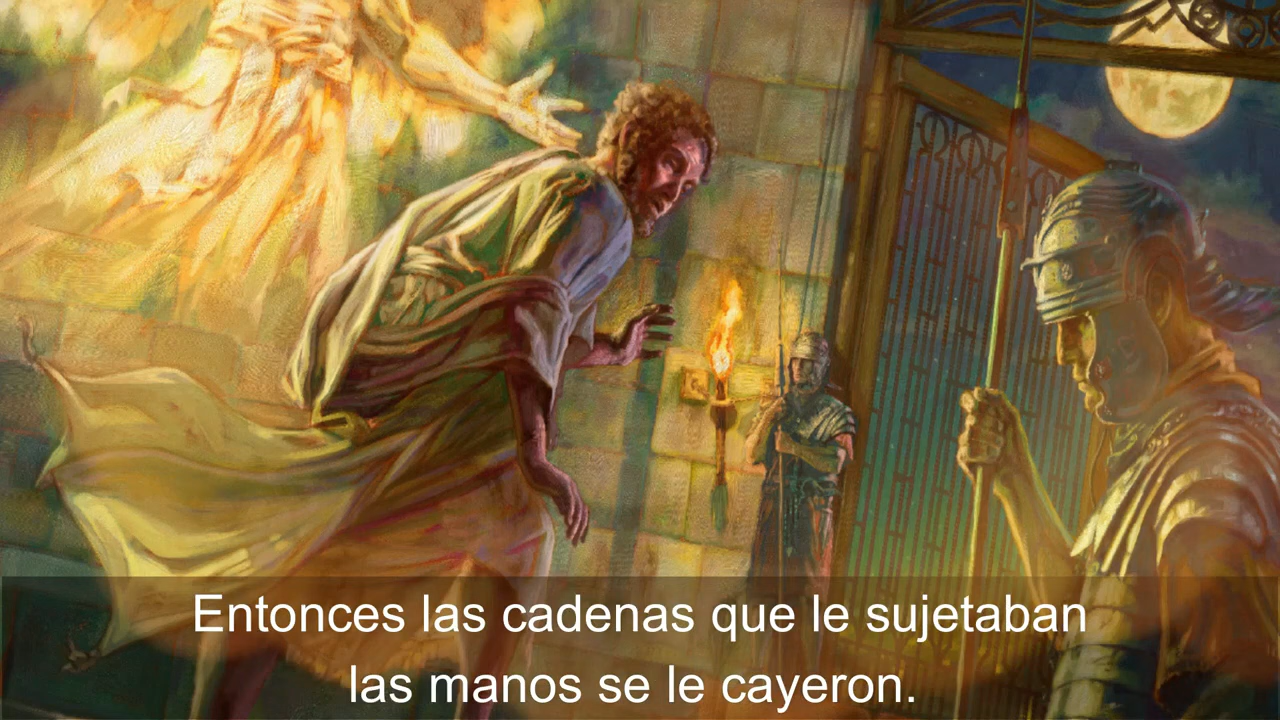 Entonces las cadenas que le sujetaban
las manos se le cayeron.